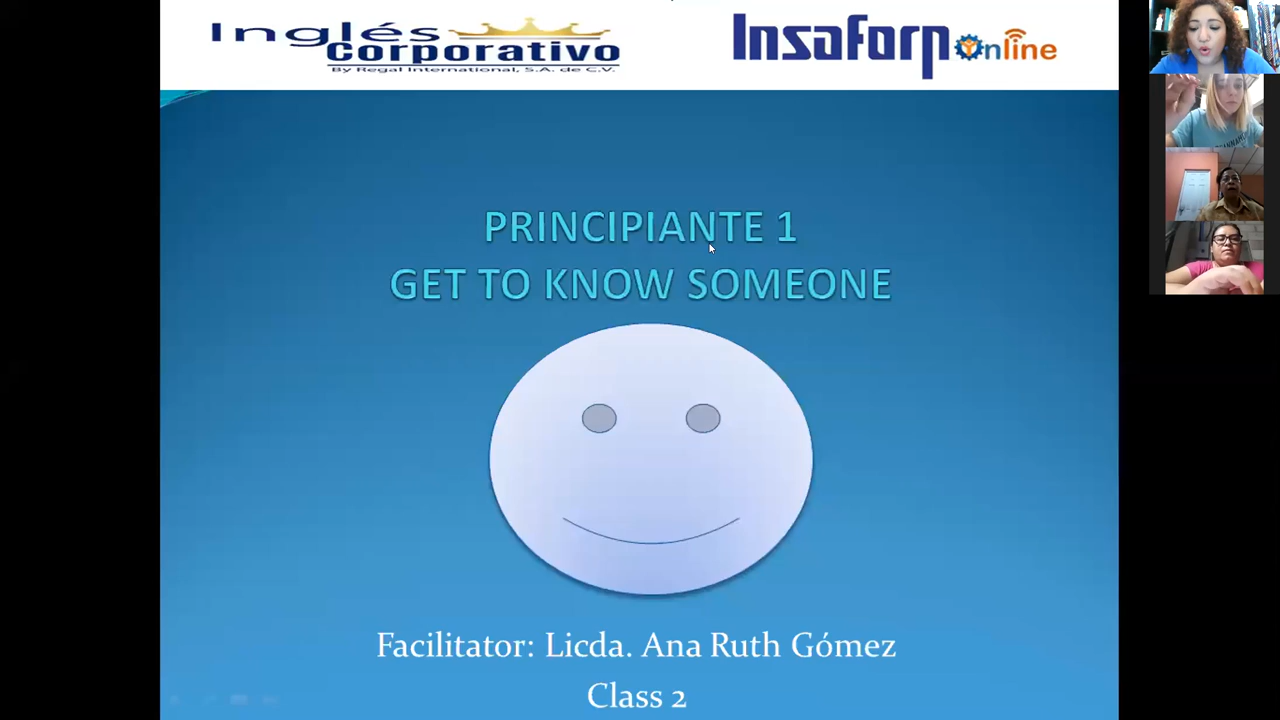 Inglés
Corporativo
By Regal International, S.A. de C.V.
Insaforp Online
PRINCIPIANTE 1
GET TO KNOW SOMEONE
Facilitator: Licda. Ana Ruth Gómez
Class 2